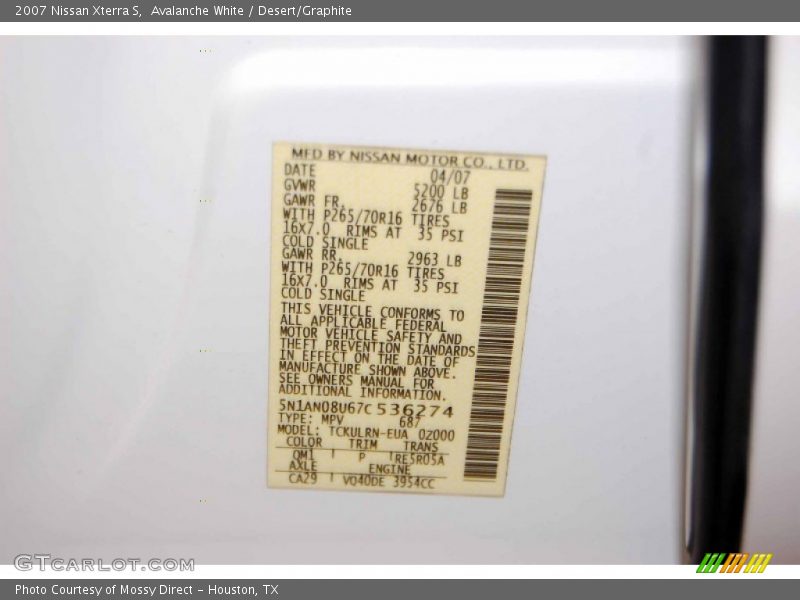 2007 Nissan Xterra S,  Avalanche White / Desert/Graphite
MFD BY NISSAN MOTOR CO., LTD.
DATE 04/07
GVWR 5200 LB
GAWR FR. 2676 LB
WITH P265/70R16 TIRES
16X7.0 RIMS AT 35 PSI
COLD SINGLE
GAWR RR. 2963 LB
WITH P265/70R16 TIRES
16X7.0 RIMS AT 35 PSI
COLD SINGLE
THIS VEHICLE CONFORMS TO
ALL APPLICABLE FEDERAL
MOTOR VEHICLE SAFETY AND
THEFT PREVENTION STANDARDS
IN EFFECT ON THE DATE OF
MANUFACTURE SHOWN ABOVE.
SEE OWNERS MANUAL FOR
ADDITIONAL INFORMATION.
5N1AN08U67C536274
TYPE: MPV 687
MODEL: TCKULRN-EUA 02000
COLOR TRIM TRANS
QM1 P RE5R05A
AXLE ENGINE
CA29 VQ40DE 3954CC
GTCARLOT.COM
Photo Courtesy of Mossy Direct - Houston, TX